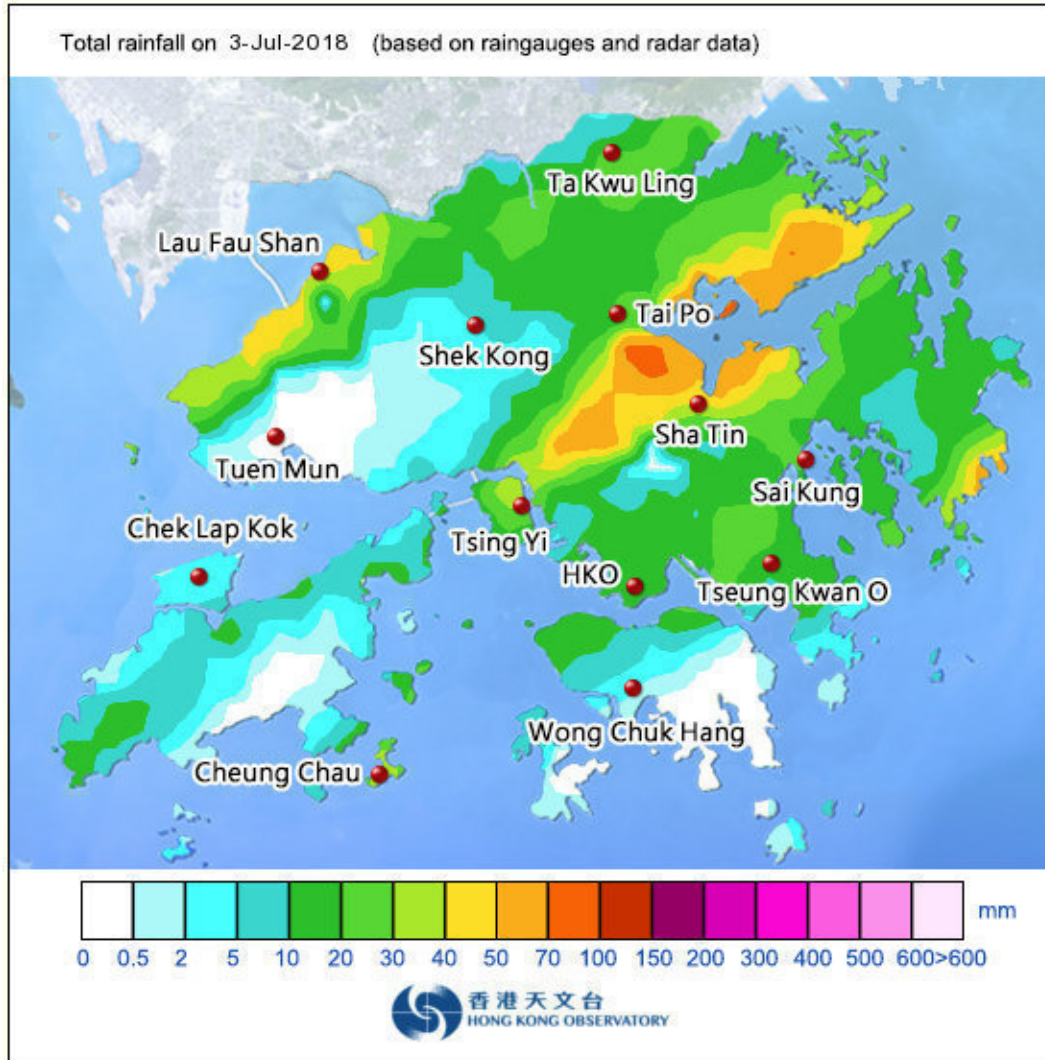 Total rainfall on 3-Jul-2018 (based on raingauges and radar data)
Ta Kwu Ling
Lau Fau Shan
Tai Po
Shek Kong
Sha Tin
Tuen Mun
Sai Kung
Chek Lap Kok
Tsing Yi
HKO
Tseung Kwan O
Wong Chuk Hang
Cheung Chau
mm
0 0.5 2 5 10 20 30 40 50 70 100 150 200 300 400 500 600 >600
香港天文台
HONG KONG OBSERVATORY